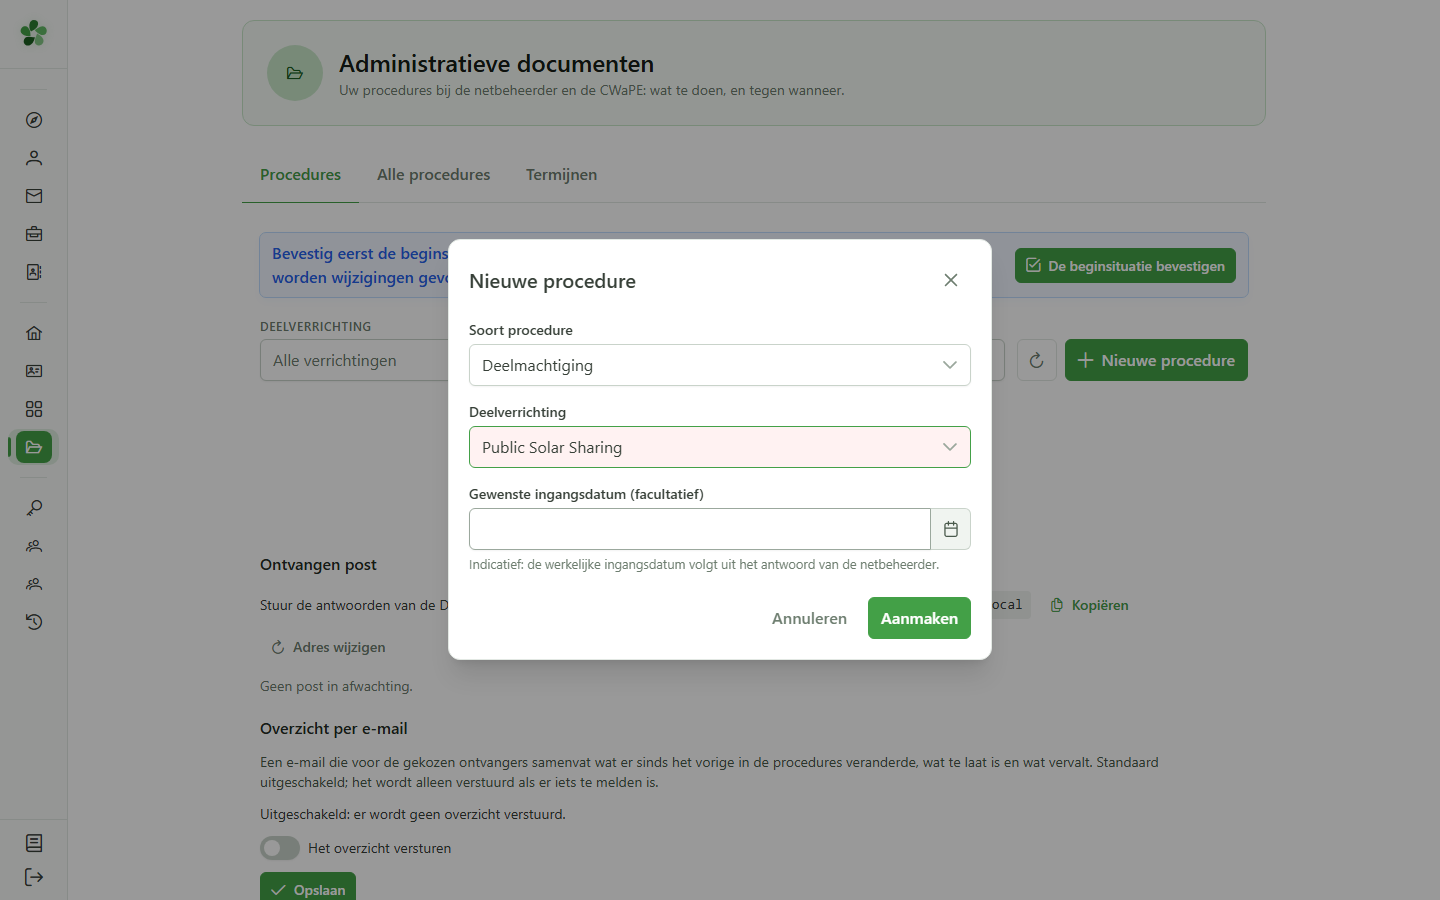 Administratieve documenten
Uw procedures bij de netbeheerder en de CWaPE: wat te doen, en tegen wanneer.
Procedures
Alle procedures
Termijnen
Bevestig eerst de begins
worden wijzigingen gevo
De beginsituatie bevestigen
DEELVERRICHTING
Alle verrichtingen
Nieuwe procedure
Nieuwe procedure
Soort procedure
Deelmachtiging
Deelverrichting
Public Solar Sharing
Gewenste ingangsdatum (facultatief)
Indicatief: de werkelijke ingangsdatum volgt uit het antwoord van de netbeheerder.
Annuleren
Aanmaken
Ontvangen post
Stuur de antwoorden van de D
ocal
Kopiëren
Adres wijzigen
Geen post in afwachting.
Overzicht per e-mail
Een e-mail die voor de gekozen ontvangers samenvat wat er sinds het vorige in de procedures veranderde, wat te laat is en wat vervalt. Standaard
uitgeschakeld; het wordt alleen verstuurd als er iets te melden is.
Uitgeschakeld: er wordt geen overzicht verstuurd.
Het overzicht versturen
Opslaan